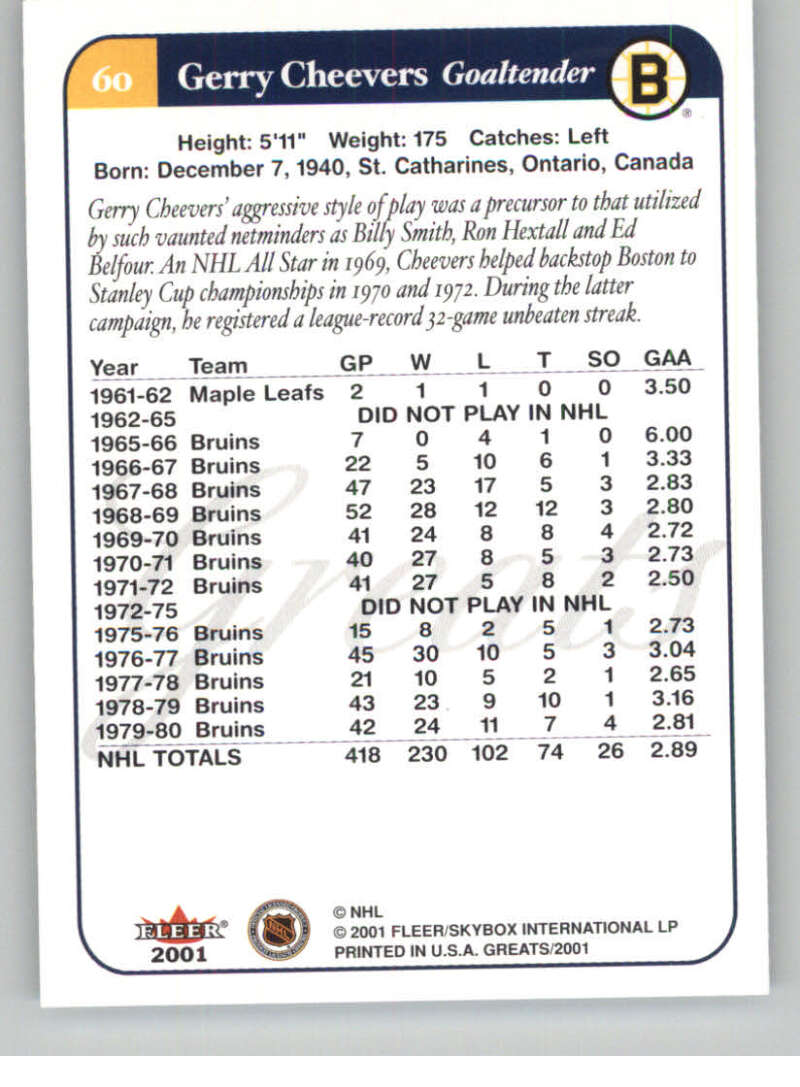 60 Gerry Cheevers Goaltender B
Height: 5'11" Weight: 175 Catches: Left
Born: December 7, 1940, St. Catharines, Ontario, Canada
Gerry Cheevers' aggressive style of play was a precursor to that utilized
by such vaunted netminders as Billy Smith, Ron Hextall and Ed
Belfour. An NHL All Star in 1969, Cheevers helped backstop Boston to
Stanley Cup championships in 1970 and 1972. During the latter
campaign, he registered a league-record 32-game unbeaten streak.
Year Team GP W L T SO GAA
1961-62 Maple Leafs 2 1 1 0 0 3.50
1962-65 DID NOT PLAY IN NHL
1965-66 Bruins 7 0 4 1 0 6.00
1966-67 Bruins 22 5 10 6 1 3.33
1967-68 Bruins 47 23 17 5 3 2.83
1968-69 Bruins 52 28 12 12 3 2.80
1969-70 Bruins 41 24 8 8 4 2.72
1970-71 Bruins 40 27 8 5 3 2.73
1971-72 Bruins 41 27 5 8 2 2.50
1972-75 DID NOT PLAY IN NHL
1975-76 Bruins 15 8 2 5 1 2.73
1976-77 Bruins 45 30 10 5 3 3.04
1977-78 Bruins 21 10 5 2 1 2.65
1978-79 Bruins 43 23 9 10 1 3.16
1979-80 Bruins 42 24 11 7 4 2.81
NHL TOTALS 418 230 102 74 26 2.89
Greats
FLEER®
2001
NHL
© NHL
© 2001 FLEER/SKYBOX INTERNATIONAL LP
PRINTED IN U.S.A. GREATS/2001